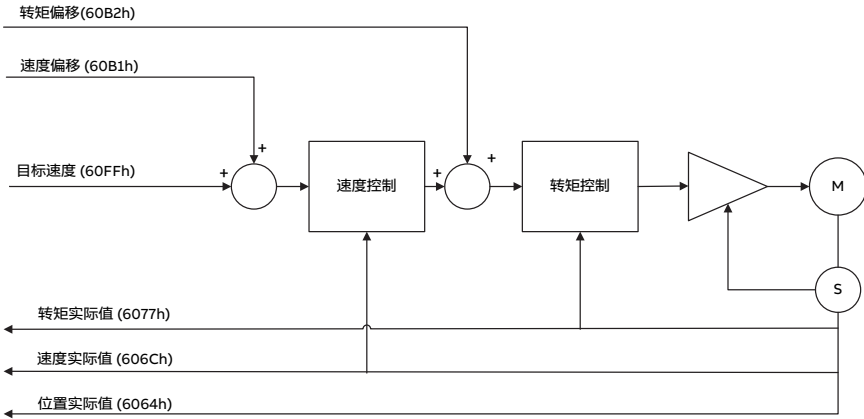 转矩偏移(60B2h)
速度偏移 (60B1h)
目标速度 (60FFh)
+
+
速度控制
+
+
转矩控制
M
S
转矩实际值 (6077h)
速度实际值 (606Ch)
位置实际值 (6064h)